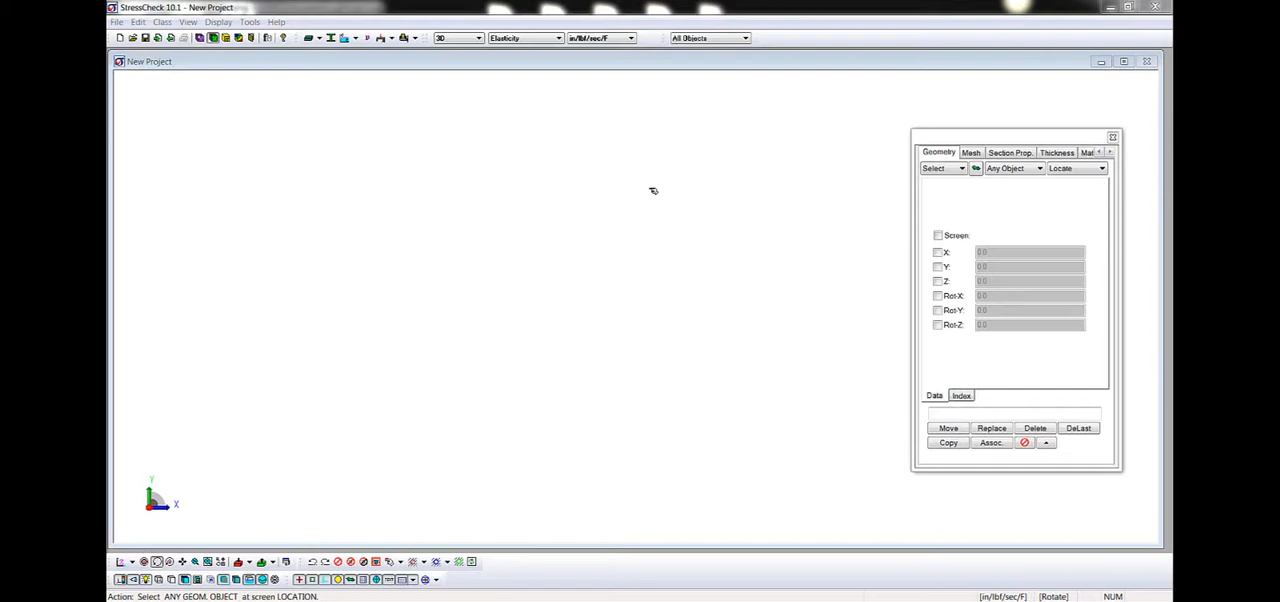 StressCheck 10.1 - New Project
File Edit Class View Display Tools Help
3D Elasticity in/lbf/sec/F All Objects
New Project
Geometry Mesh Section Prop. Thickness Mat
Select Any Object Locate
Screen:
X: 0.0
Y: 0.0
Z: 0.0
Rot-X: 0.0
Rot-Y: 0.0
Rot-Z: 0.0
Data Index
Move Replace Delete DeLast
Copy Assoc.
Y
X
Action: Select ANY GEOM. OBJECT at screen LOCATION. [in/lbf/sec/F] [Rotate] NUM